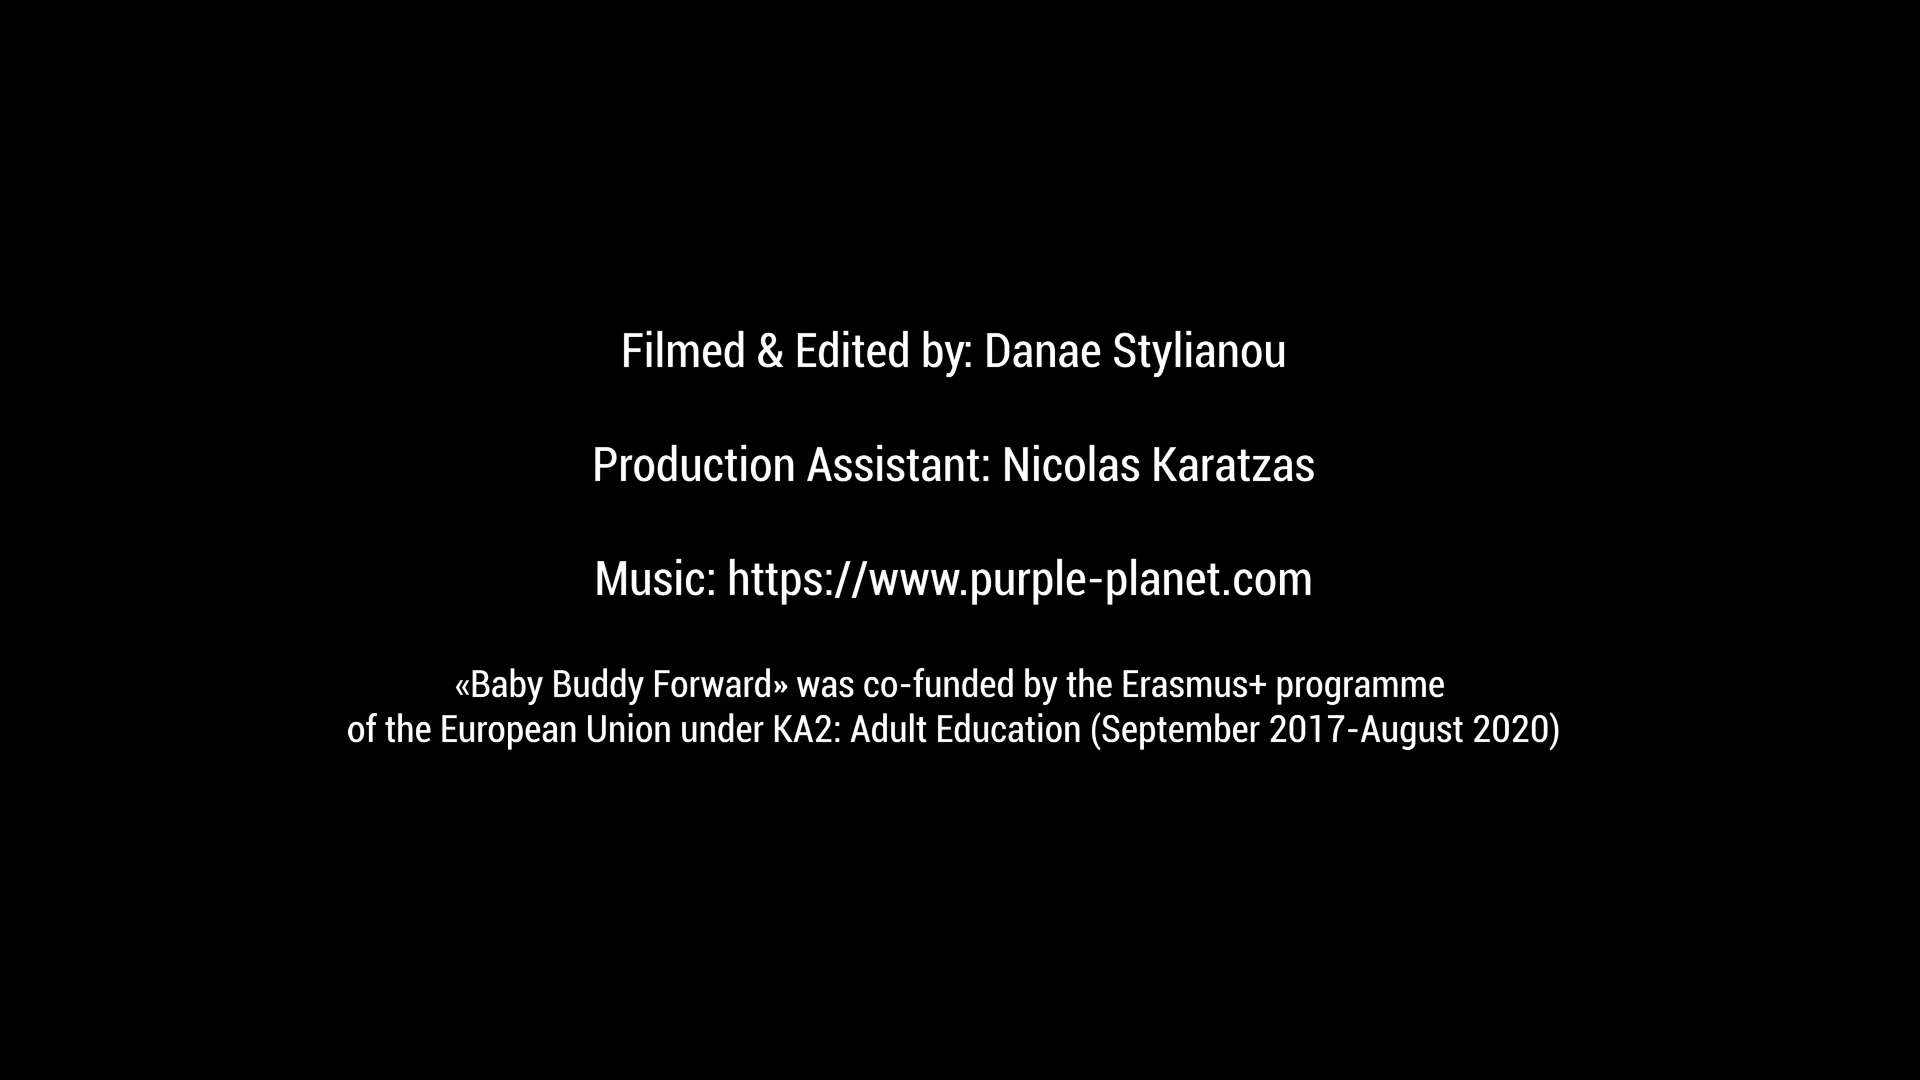 Filmed & Edited by: Danae Stylianou
Production Assistant: Nicolas Karatzas
Music: https://www.purple-planet.com
«Baby Buddy Forward» was co-funded by the Erasmus+ programme
of the European Union under KA2: Adult Education (September 2017-August 2020)